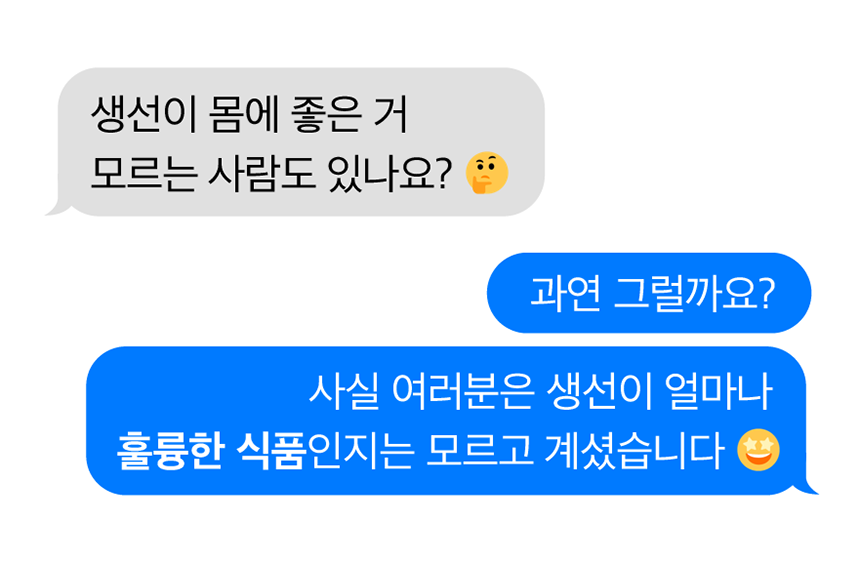 생선이 몸에 좋은 거
모르는 사람도 있나요? 🤔
과연 그럴까요?
사실 여러분은 생선이 얼마나
훌륭한 식품인지는 모르고 계셨습니다 🤩